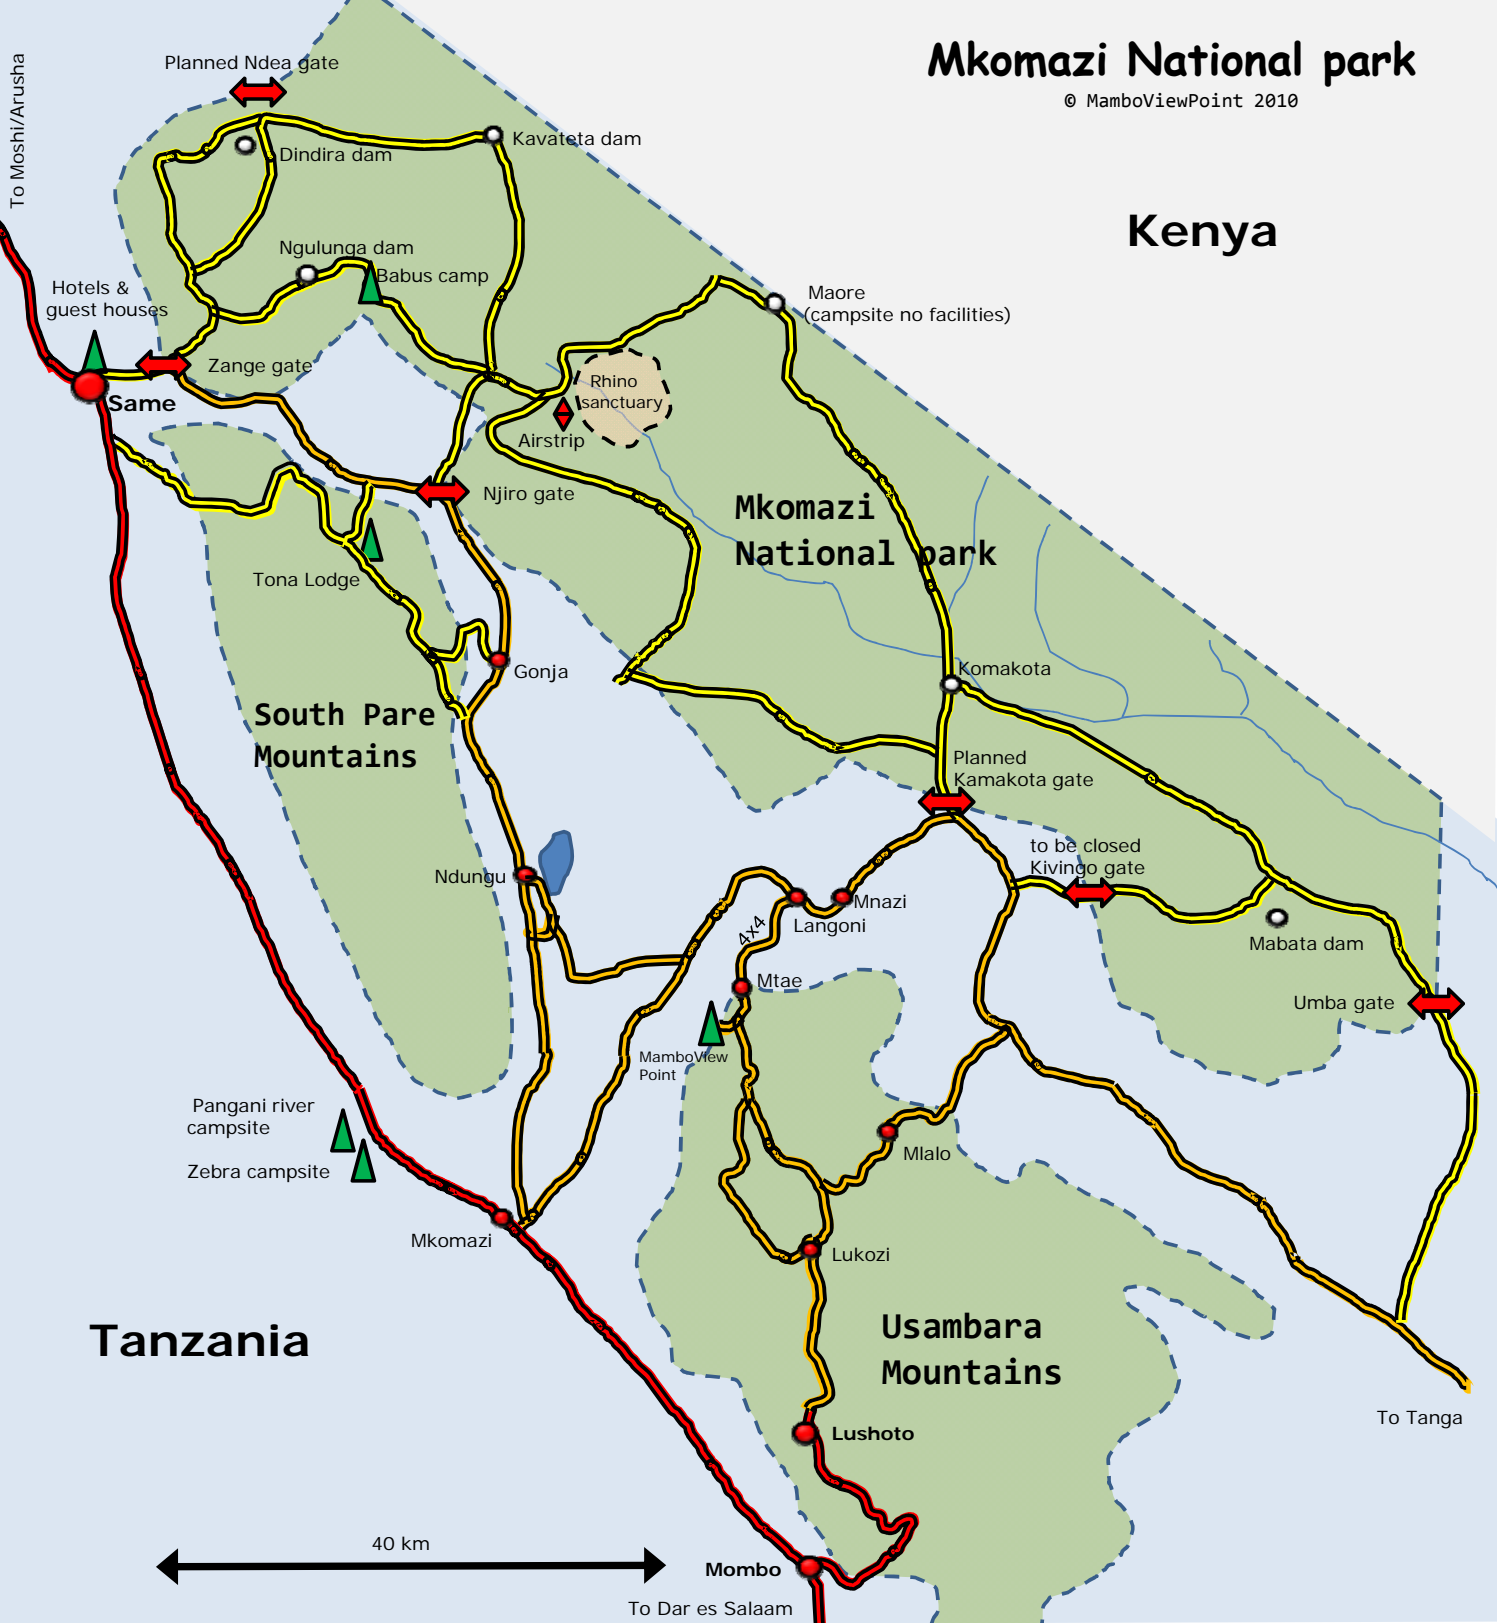 Mkomazi National park
© MamboViewPoint 2010
Planned Ndea gate
To Moshi/Arusha
Kavateta dam
Dindira dam
Kenya
Ngulunga dam
Babus camp
Hotels &
guest houses
Maore
(campsite no facilities)
Zange gate
Rhino
sanctuary
Same
Airstrip
Njiro gate
Mkomazi
National park
Tona Lodge
Gonja
Komakota
South Pare
Mountains
Planned
Kamakota gate
to be closed
Kivingo gate
Ndungu
Mnazi
Langoni
4x4
Mabata dam
Mtae
Umba gate
MamboView
Point
Pangani river
campsite
Mlalo
Zebra campsite
Mkomazi
Lukozi
Tanzania
Usambara
Mountains
To Tanga
Lushoto
40 km
Mombo
To Dar es Salaam